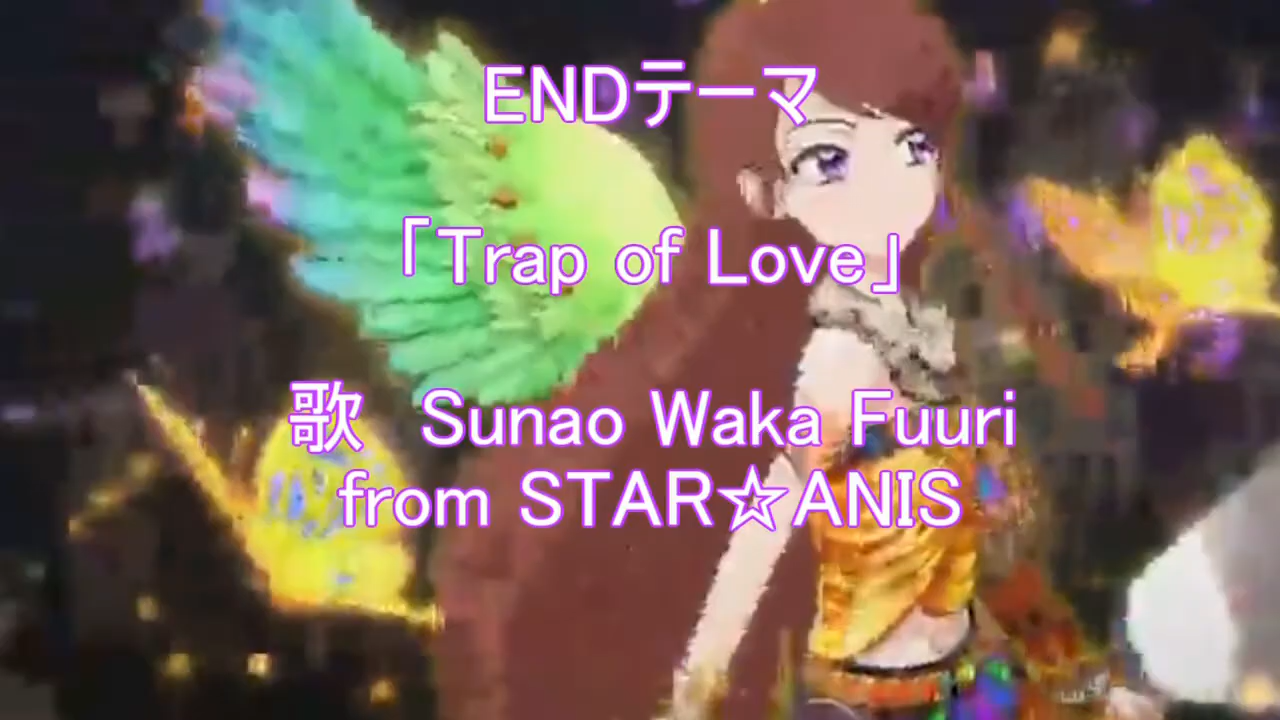 ENDテーマ
「Trap of Love」
歌　Sunao Waka Fuuri
from STAR☆ANIS